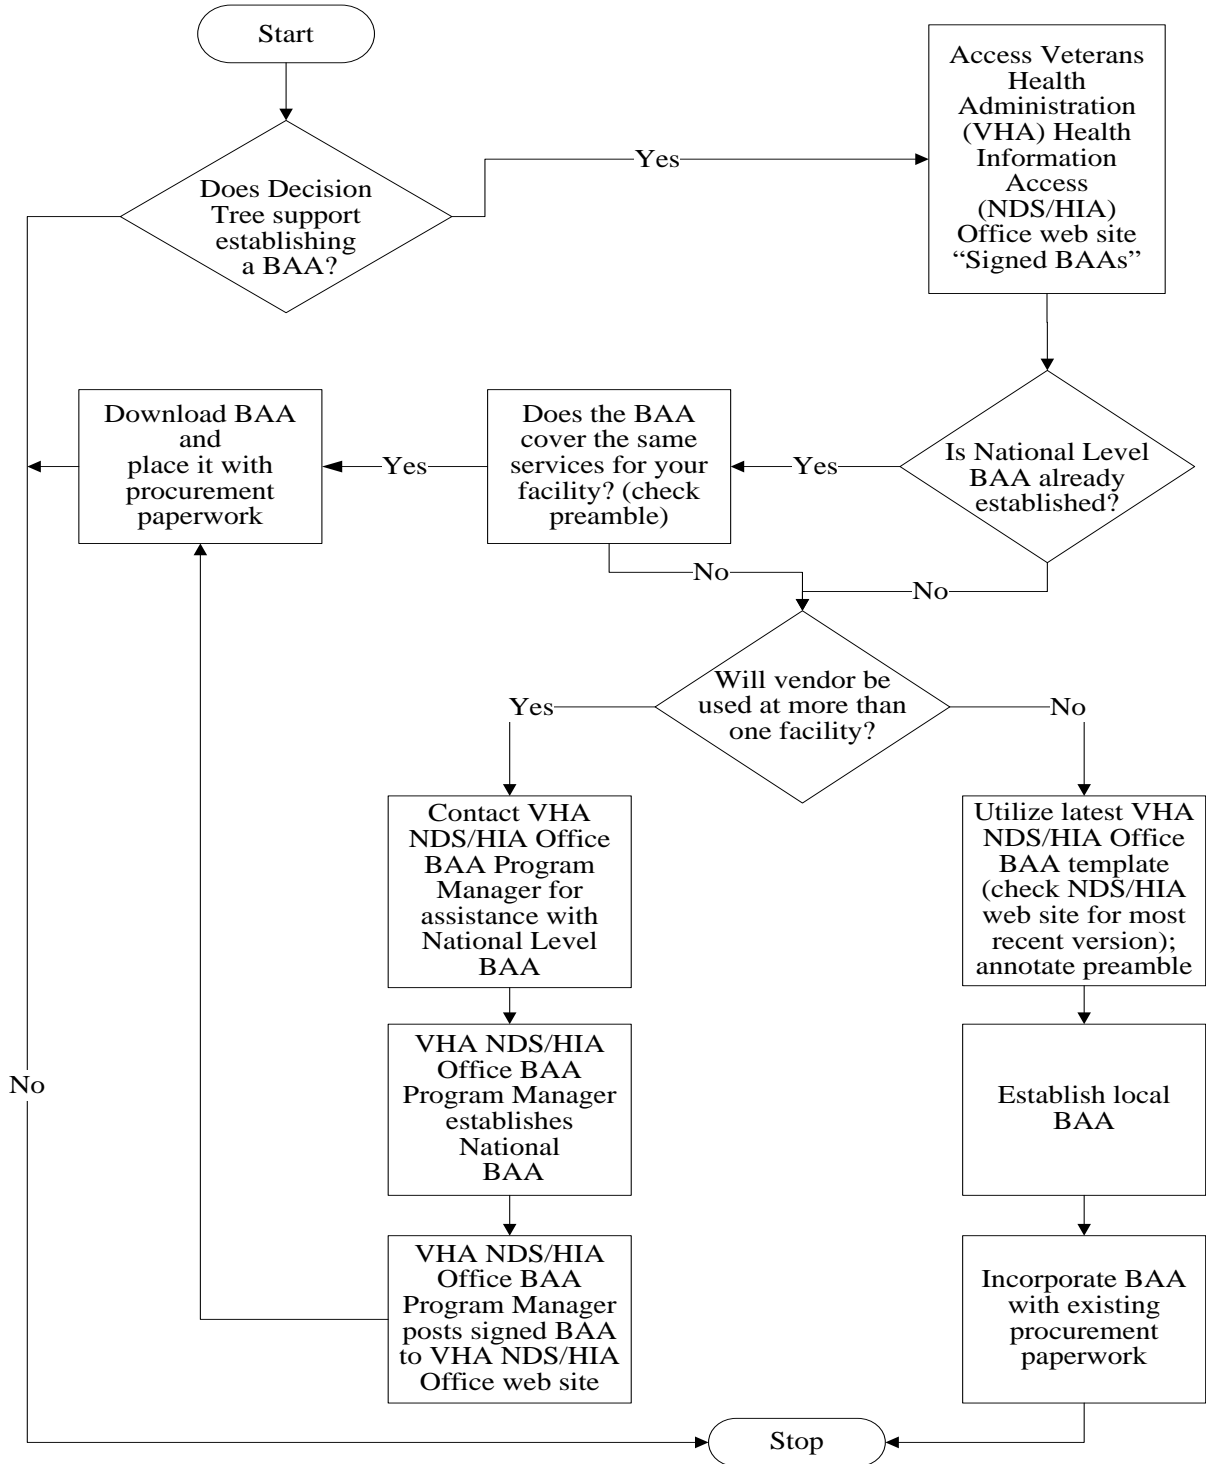 Start
Does Decision
Tree support
establishing
a BAA?
Yes
Access Veterans
Health
Administration
(VHA) Health
Information
Access
(NDS/HIA)
Office web site
“Signed BAAs”
Is National Level
BAA already
established?
Yes
Does the BAA
cover the same
services for your
facility? (check
preamble)
Yes
Download BAA
and
place it with
procurement
paperwork
No
No
Will vendor be
used at more than
one facility?
Yes
No
Contact VHA
NDS/HIA Office
BAA Program
Manager for
assistance with
National Level
BAA
Utilize latest VHA
NDS/HIA Office
BAA template
(check NDS/HIA
web site for most
recent version);
annotate preamble
VHA NDS/HIA
Office BAA
Program Manager
establishes
National
BAA
Establish local
BAA
No
VHA NDS/HIA
Office BAA
Program Manager
posts signed BAA
to VHA NDS/HIA
Office web site
Incorporate BAA
with existing
procurement
paperwork
Stop